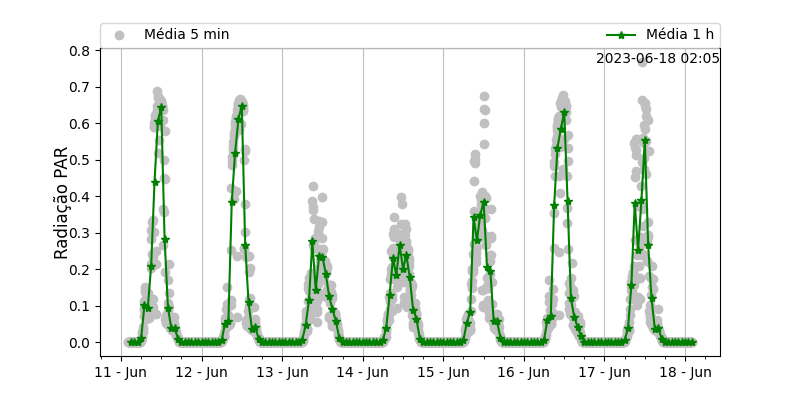 Média 5 min
Média 1 h
2023-06-18 02:05
Radiação PAR
0.8
0.7
0.6
0.5
0.4
0.3
0.2
0.1
0.0
11 - Jun
12 - Jun
13 - Jun
14 - Jun
15 - Jun
16 - Jun
17 - Jun
18 - Jun